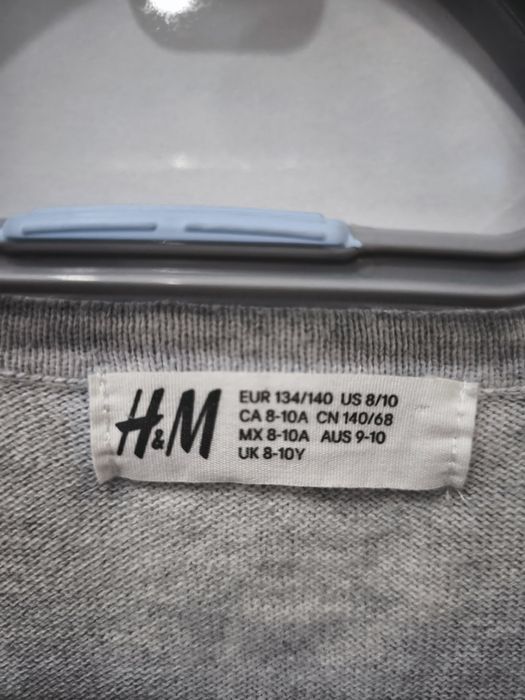 H&M
EUR 134/140 US 8/10
CA 8-10A CN 140/68
MX 8-10A AUS 9-10
UK 8-10Y